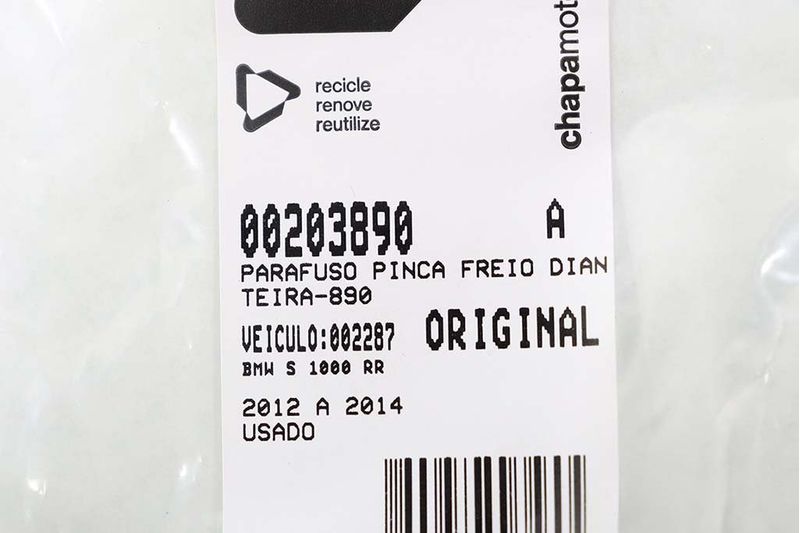 recicle
renove
reutilize
chapamot
00203890 A
PARAFUSO PINCA FREIO DIAN
TEIRA-890
VEICULO:002287 ORIGINAL
BMW S 1000 RR
2012 A 2014
USADO